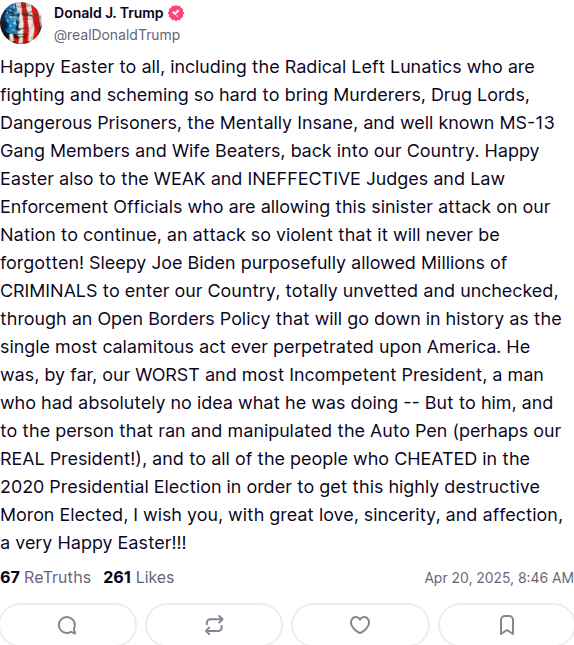 Donald J. Trump
@realDonaldTrump
Happy Easter to all, including the Radical Left Lunatics who are
fighting and scheming so hard to bring Murderers, Drug Lords,
Dangerous Prisoners, the Mentally Insane, and well known MS-13
Gang Members and Wife Beaters, back into our Country. Happy
Easter also to the WEAK and INEFFECTIVE Judges and Law
Enforcement Officials who are allowing this sinister attack on our
Nation to continue, an attack so violent that it will never be
forgotten! Sleepy Joe Biden purposefully allowed Millions of
CRIMINALS to enter our Country, totally unvetted and unchecked,
through an Open Borders Policy that will go down in history as the
single most calamitous act ever perpetrated upon America. He
was, by far, our WORST and most Incompetent President, a man
who had absolutely no idea what he was doing -- But to him, and
to the person that ran and manipulated the Auto Pen (perhaps our
REAL President!), and to all of the people who CHEATED in the
2020 Presidential Election in order to get this highly destructive
Moron Elected, I wish you, with great love, sincerity, and affection,
a very Happy Easter!!!
67 ReTruths 261 Likes Apr 20, 2025, 8:46 AM